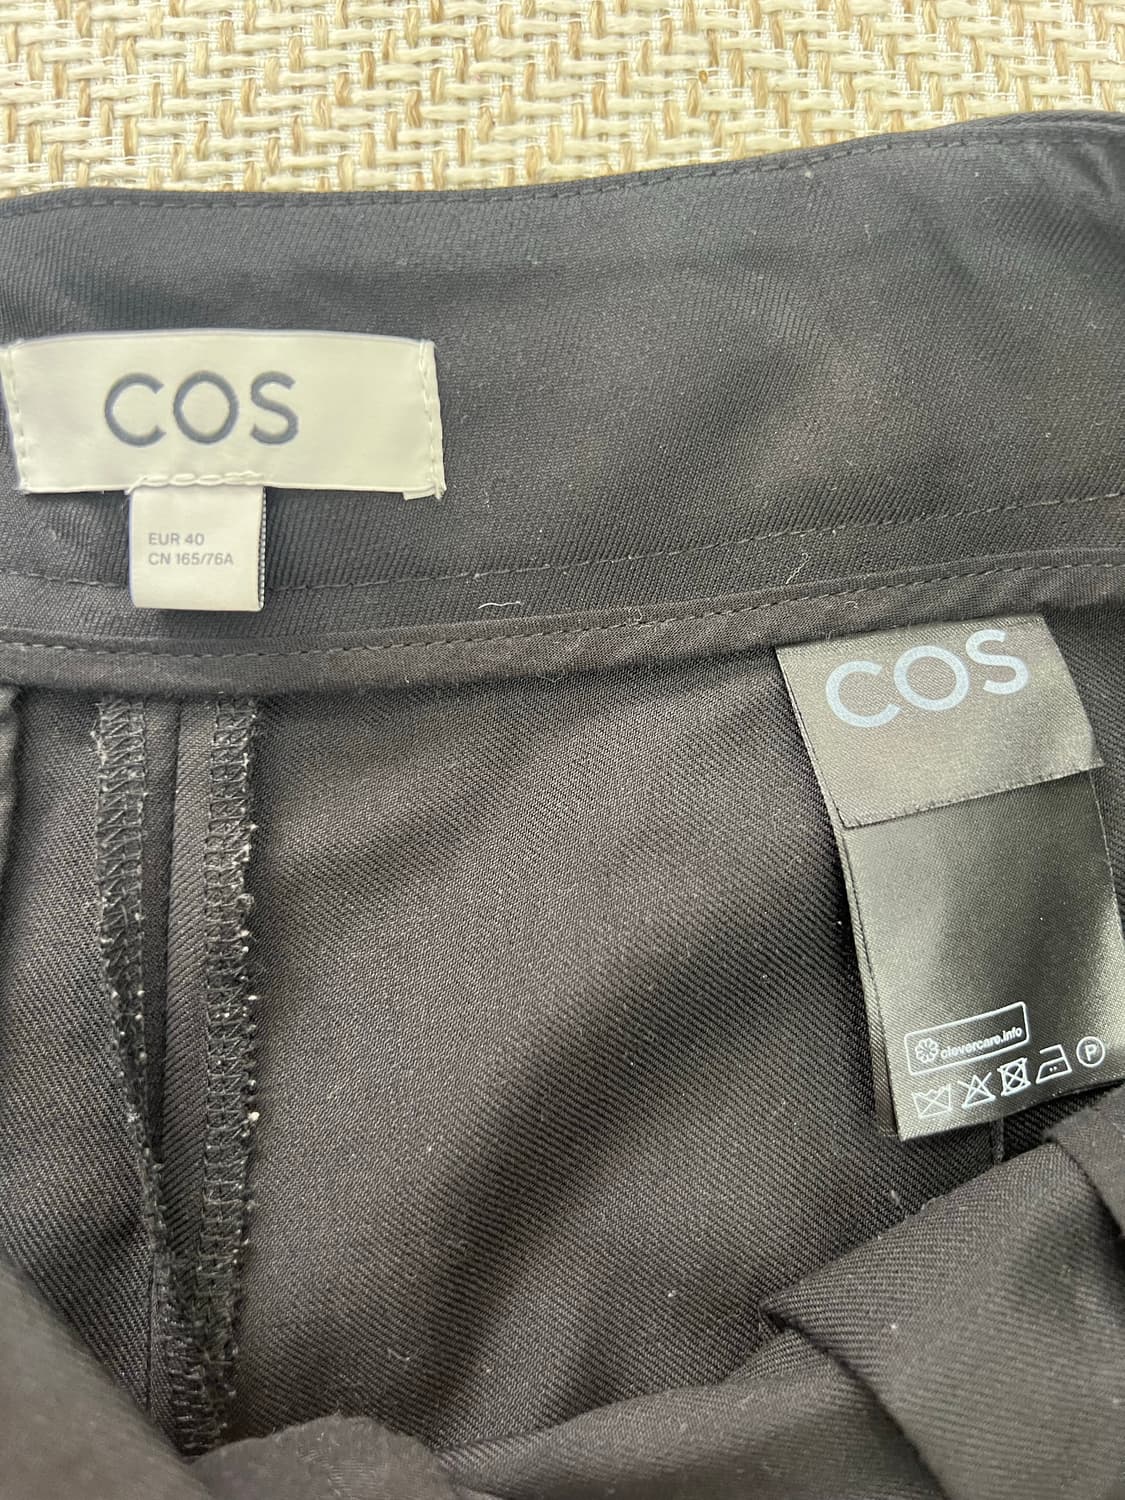 COS
EUR 40
CN 165/76A
COS
clevercare.info
P